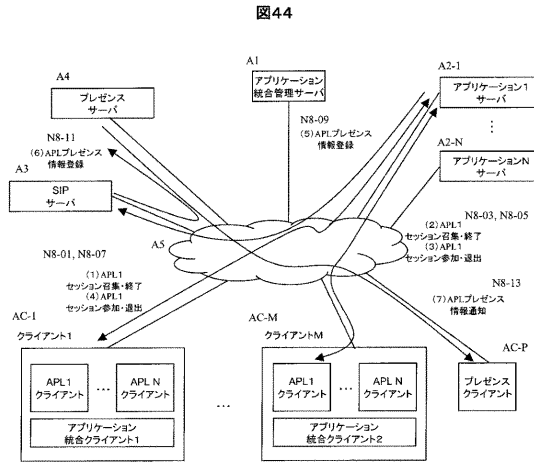 図44
A4
プレゼンス
サーバ
A1
アプリケーション
統合管理サーバ
A2-1
アプリケーション1
サーバ
N8-11
(6)APLプレゼンス
情報登録
N8-09
(5)APLプレゼンス
情報登録
A3
SIP
サーバ
アプリケーションN
サーバ
A2-N
A5
N8-03, N8-05
(2)APL1
セッション召集・終了
(3)APL1
セッション参加・退出
N8-01, N8-07
(1)APL1
セッション召集・終了
(4)APL1
セッション参加・退出
N8-13
(7)APLプレゼンス
情報通知
AC-1
クライアント1
AC-M
クライアントM
AC-P
プレゼンス
クライアント
APL1
クライアント
…
APL N
クライアント
アプリケーション
統合クライアント1
…
APL1
クライアント
…
APL N
クライアント
アプリケーション
統合クライアント2